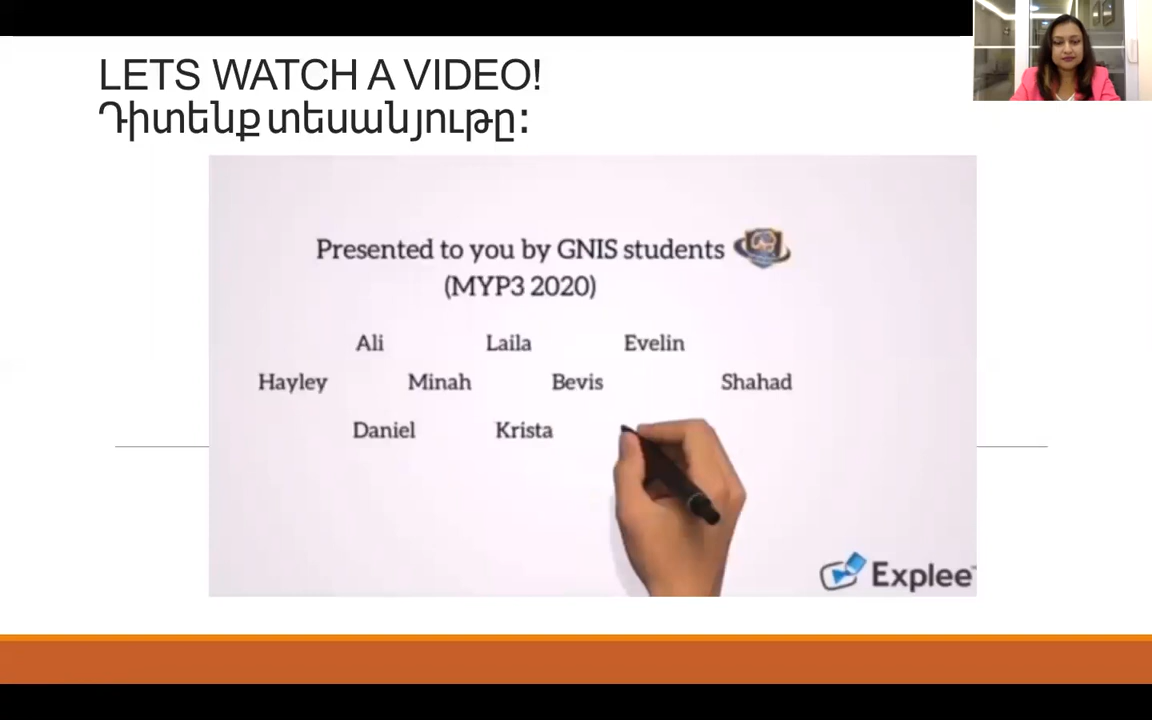 LETS WATCH A VIDEO!
Դիտենք տեսանյութը:
Presented to you by GNIS students
(MYP3 2020)
Ali Laila Evelin
Hayley Minah Bevis Shahad
Daniel Krista
Explee